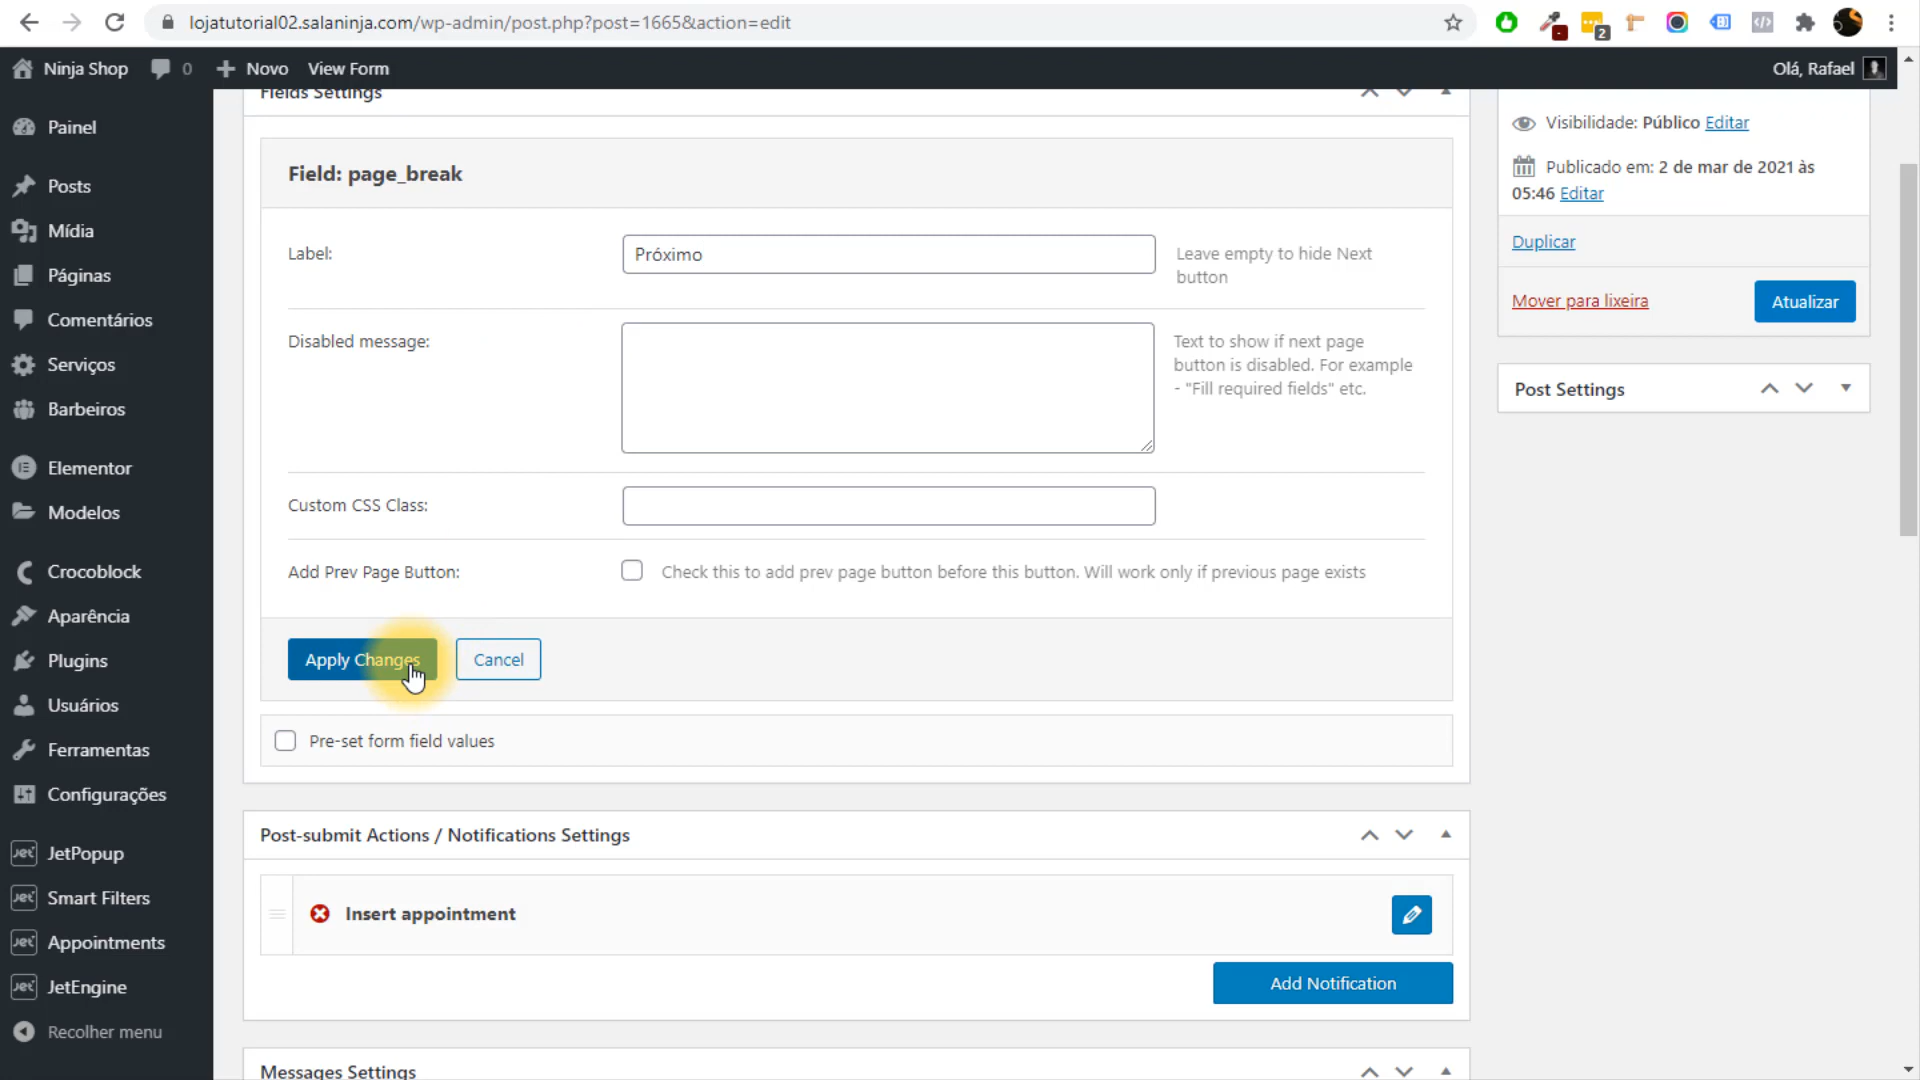 lojatutorial02.salaninja.com/wp-admin/post.php?post=1665&action=edit
2
Ninja Shop
0
Novo
View Form
Olá, Rafael
Painel
Posts
Mídia
Páginas
Comentários
Serviços
Barbeiros
Elementor
Modelos
Crocoblock
Aparência
Plugins
Usuários
Ferramentas
Configurações
JetPopup
Smart Filters
Appointments
JetEngine
Recolher menu
Fields Settings
Field: page_break
Label:
Próximo
Leave empty to hide Next
button
Disabled message:
Text to show if next page
button is disabled. For example
- "Fill required fields" etc.
Custom CSS Class:
Add Prev Page Button:
Check this to add prev page button before this button. Will work only if previous page exists
Apply Changes
Cancel
Pre-set form field values
Post-submit Actions / Notifications Settings
Insert appointment
Add Notification
Messages Settings
Visibilidade: Público Editar
Publicado em: 2 de mar de 2021 às
05:46 Editar
Duplicar
Mover para lixeira
Atualizar
Post Settings